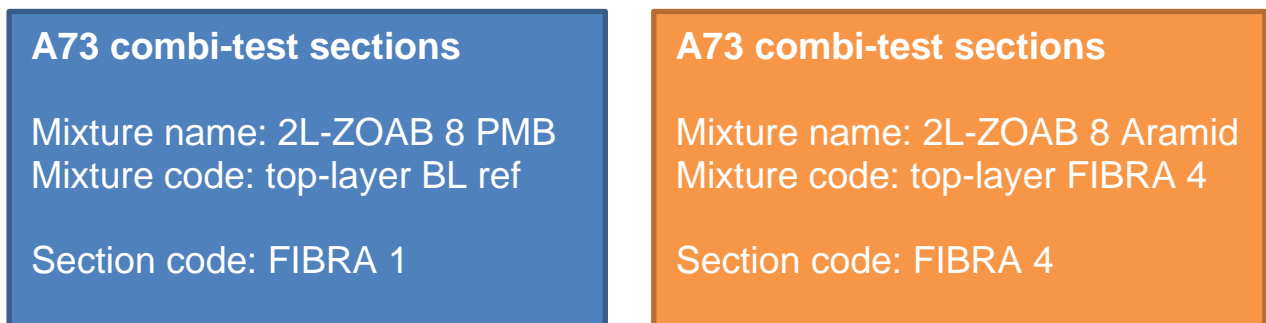 A73 combi-test sections
Mixture name: 2L-ZOAB 8 PMB
Mixture code: top-layer BL ref
Section code: FIBRA 1
A73 combi-test sections
Mixture name: 2L-ZOAB 8 Aramid
Mixture code: top-layer FIBRA 4
Section code: FIBRA 4